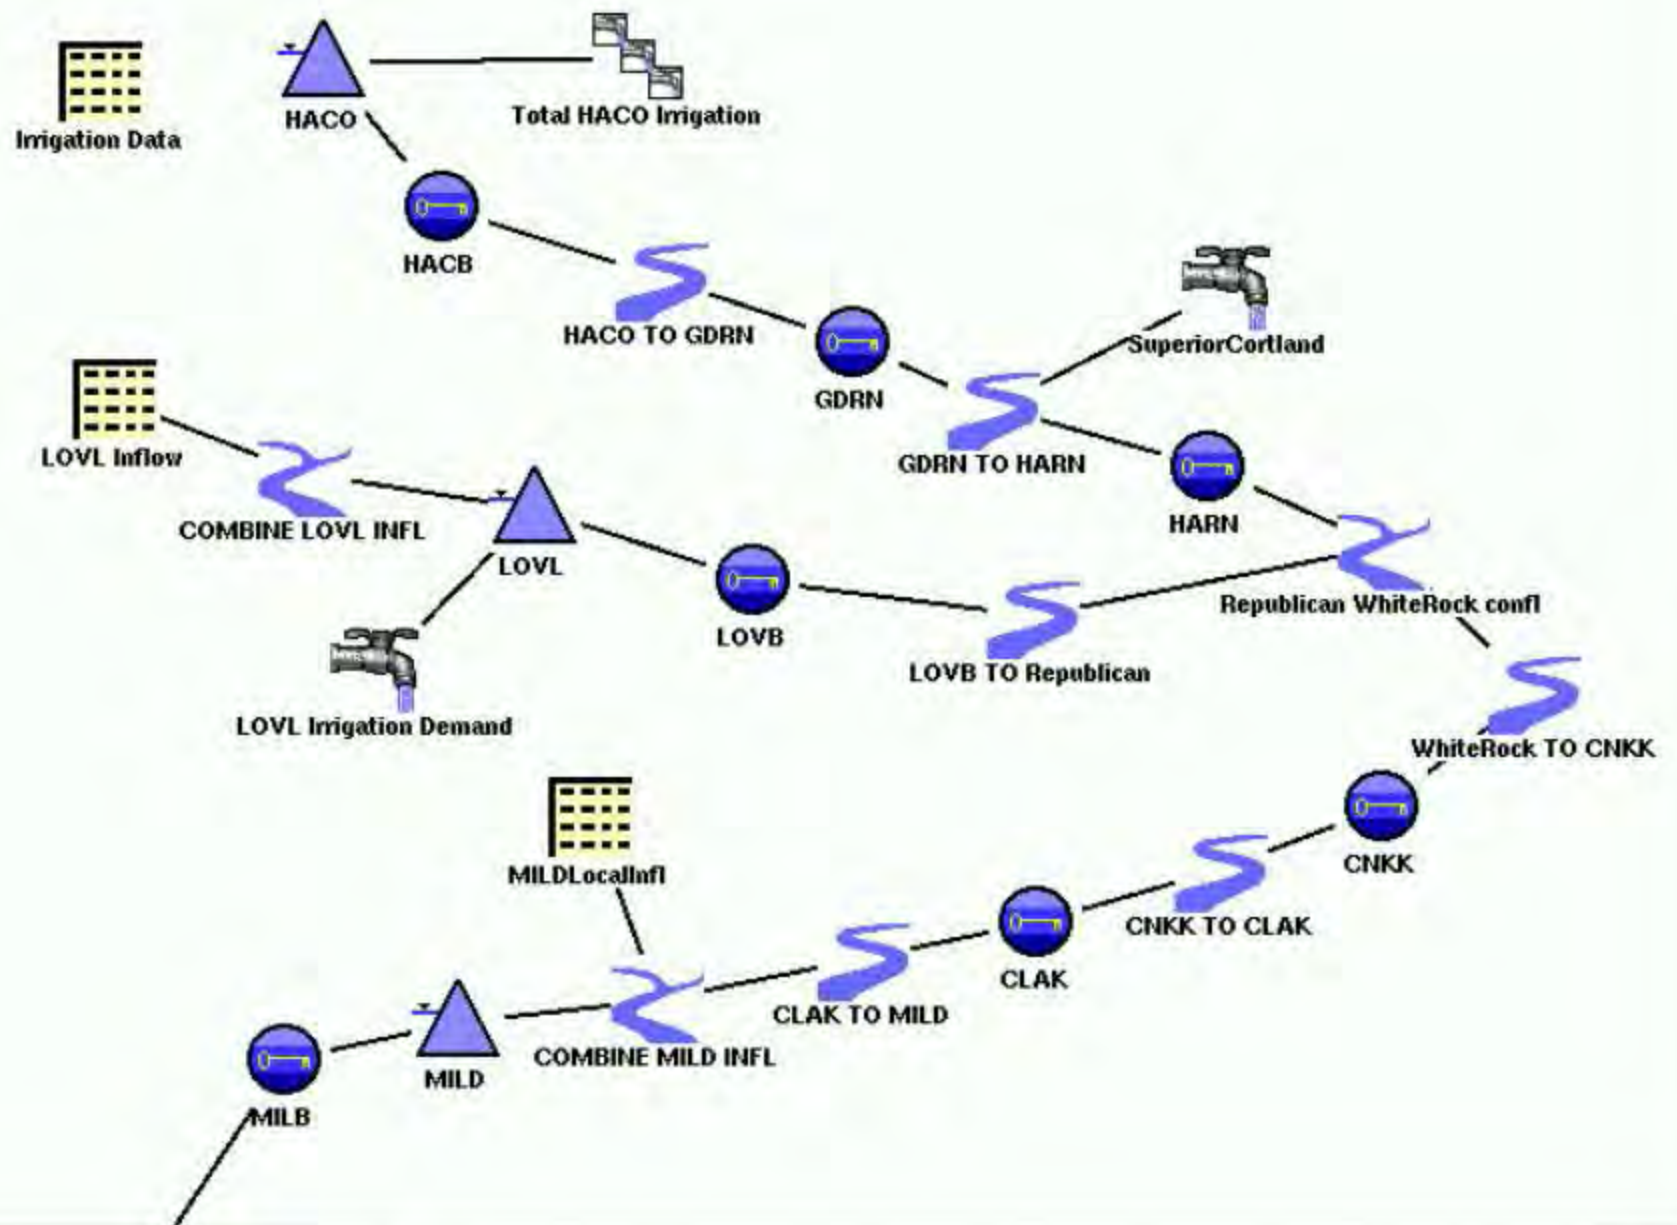 Irrigation Data
HACO
Total HACO Irrigation
HACB
HACO TO GDRN
SuperiorCortland
GDRN
LOVL Inflow
GDRN TO HARN
COMBINE LOVL INFL
HARN
LOVL
Republican WhiteRock confl
LOVB
LOVB TO Republican
LOVL Irrigation Demand
WhiteRock TO CNKK
MILDLocalInfl
CNKK
CNKK TO CLAK
CLAK
CLAK TO MILD
COMBINE MILD INFL
MILD
MILB